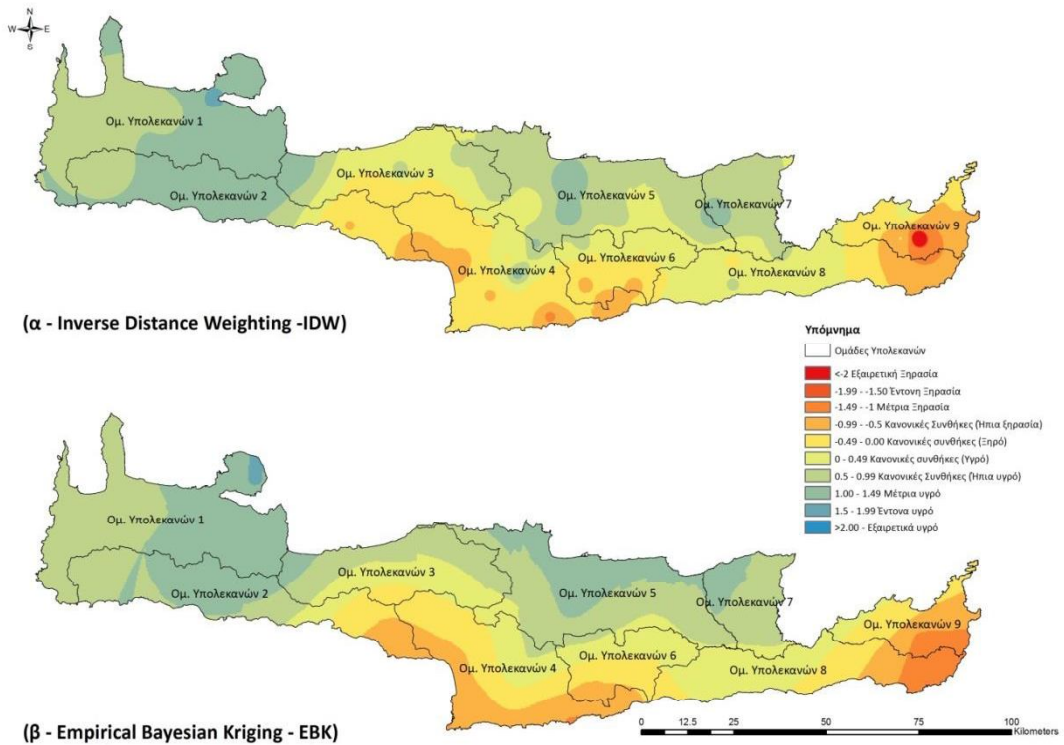 N
W E
S
Ομ. Υπολεκανών 1
Ομ. Υπολεκανών 2
Ομ. Υπολεκανών 3
Ομ. Υπολεκανών 4
Ομ. Υπολεκανών 5
Ομ. Υπολεκανών 6
Ομ. Υπολεκανών 7
Ομ. Υπολεκανών 8
Ομ. Υπολεκανών 9
(α - Inverse Distance Weighting -IDW)
Υπόμνημα
Ομάδες Υπολεκανών
<-2 Εξαιρετική Ξηρασία
-1.99 - -1.50 Έντονη Ξηρασία
-1.49 - -1 Μέτρια Ξηρασία
-0.99 - -0.5 Κανονικές Συνθήκες (Ήπια ξηρασία)
-0.49 - 0.00 Κανονικές συνθήκες (Ξηρό)
0 - 0.49 Κανονικές συνθήκες (Υγρό)
0.5 - 0.99 Κανονικές Συνθήκες (Ήπια υγρό)
1.00 - 1.49 Μέτρια υγρό
1.5 - 1.99 Έντονα υγρό
>2.00 - Εξαιρετικά υγρό
Ομ. Υπολεκανών 1
Ομ. Υπολεκανών 2
Ομ. Υπολεκανών 3
Ομ. Υπολεκανών 4
Ομ. Υπολεκανών 5
Ομ. Υπολεκανών 6
Ομ. Υπολεκανών 7
Ομ. Υπολεκανών 8
Ομ. Υπολεκανών 9
(β - Empirical Bayesian Kriging - EBK)
0 12.5 25 50 75 100
Kilometers